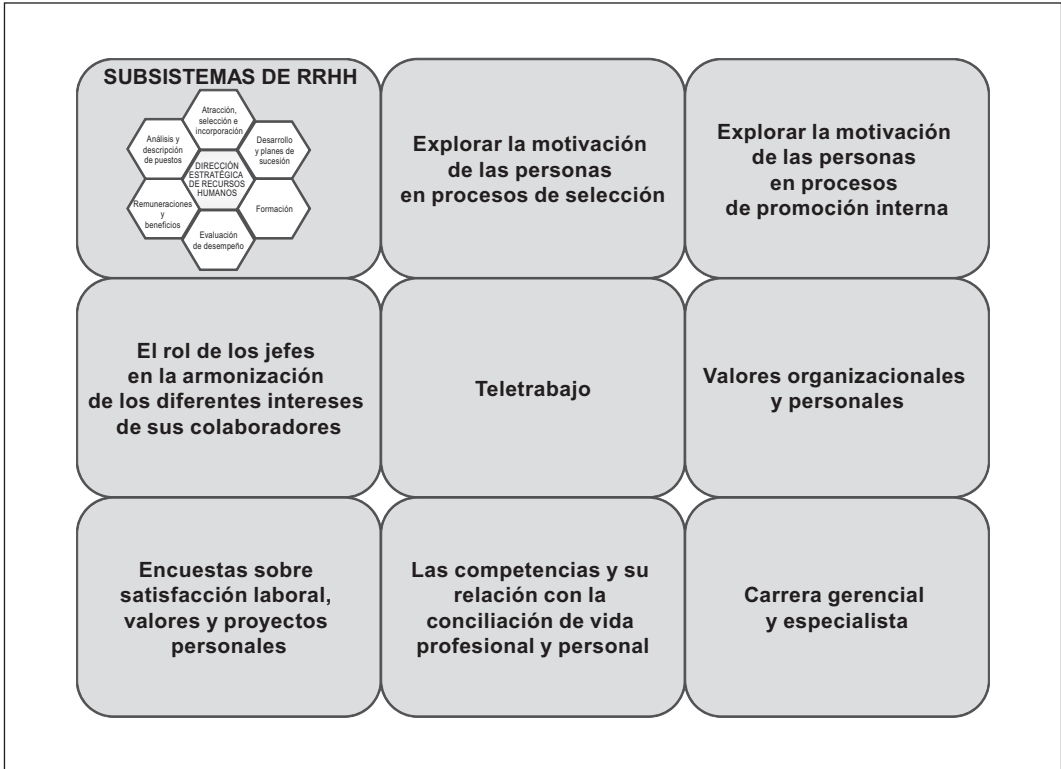 SUBSISTEMAS DE RRHH
Atracción,
selección e
incorporación
Análisis y
descripción
de puestos
Desarrollo
y planes de
sucesión
DIRECCIÓN
ESTRATÉGICA
DE RECURSOS
HUMANOS
Remuneraciones
y
beneficios
Formación
Evaluación
de desempeño
Explorar la motivación
de las personas
en procesos de selección
Explorar la motivación
de las personas
en procesos
de promoción interna
El rol de los jefes
en la armonización
de los diferentes intereses
de sus colaboradores
Teletrabajo
Valores organizacionales
y personales
Encuestas sobre
satisfacción laboral,
valores y proyectos
personales
Las competencias y su
relación con la
conciliación de vida
profesional y personal
Carrera gerencial
y especialista